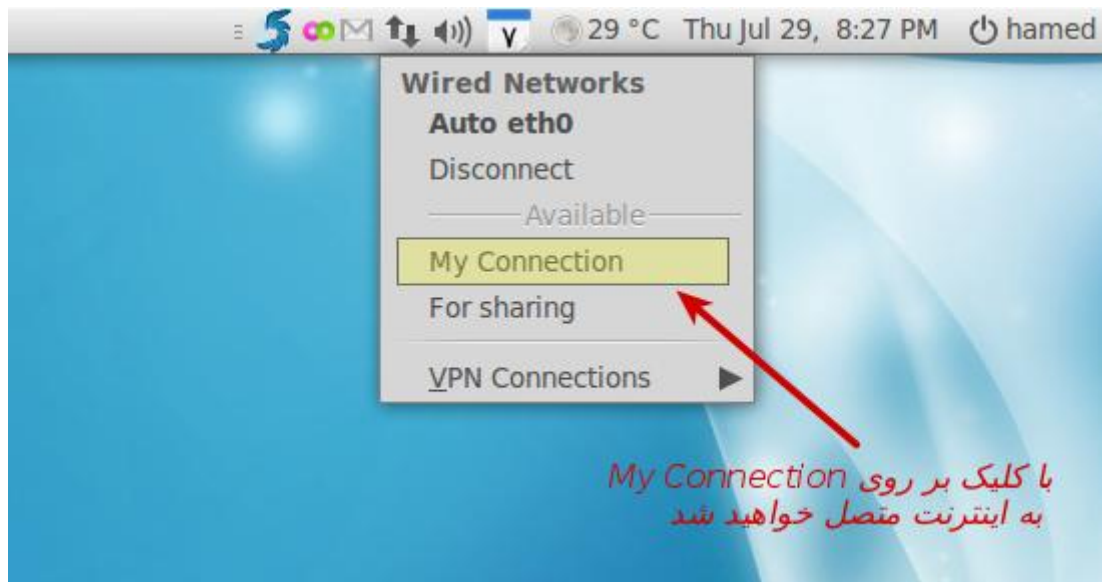 ۷ 29 °C Thu Jul 29, 8:27 PM hamed
Wired Networks
Auto eth0
Disconnect
Available
My Connection
For sharing
VPN Connections
با کلیک بر روی My Connection
به اینترنت متصل خواهید شد